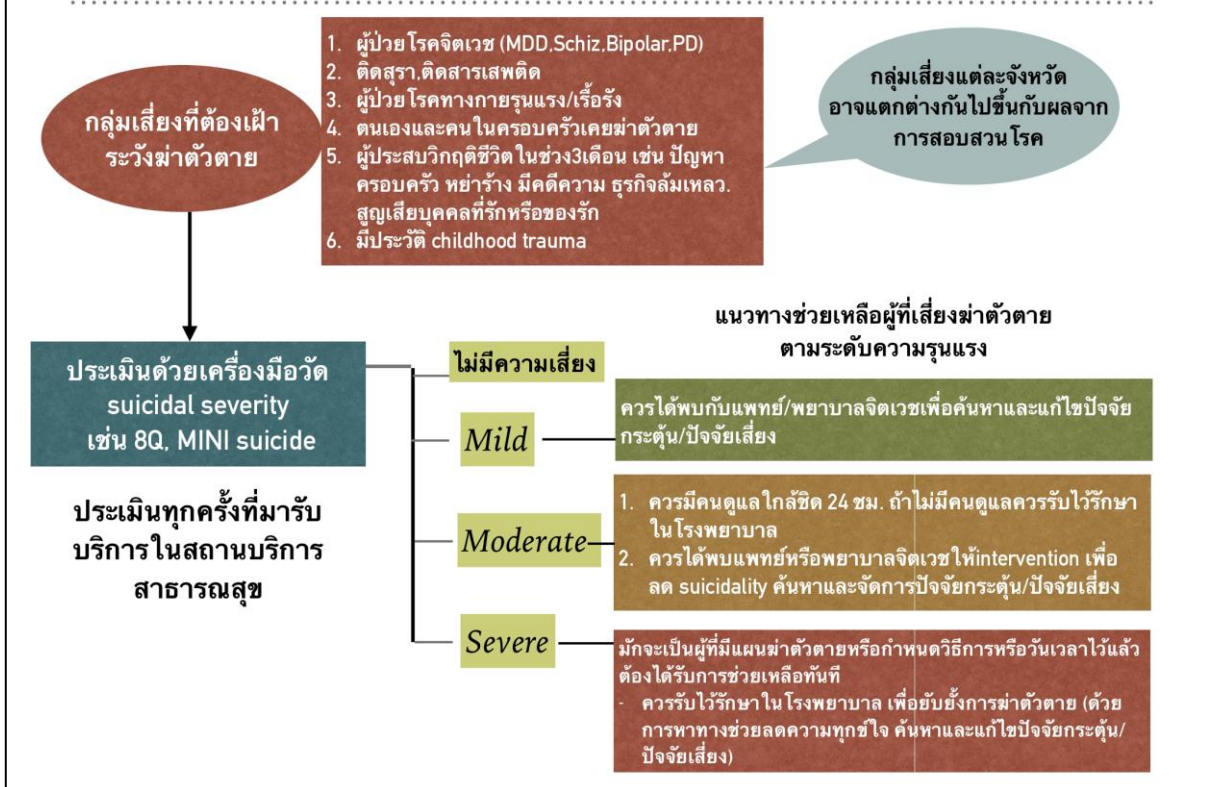 กลุ่มเสี่ยงที่ต้องเฝ้า
ระวังฆ่าตัวตาย
1. ผู้ป่วยโรคจิตเวช (MDD,Schiz,Bipolar,PD)
2. ติดสุรา,ติดสารเสพติด
3. ผู้ป่วยโรคทางกายรุนแรง/เรื้อรัง
4. ตนเองและคนในครอบครัวเคยฆ่าตัวตาย
5. ผู้ประสบวิกฤติชีวิตในช่วง3เดือน เช่น ปัญหา
ครอบครัว หย่าร้าง มีคดีความ ธุรกิจล้มเหลว.
สูญเสียบุคคลที่รักหรือของรัก
6. มีประวัติ childhood trauma
กลุ่มเสี่ยงแต่ละจังหวัด
อาจแตกต่างกันไปขึ้นกับผลจาก
การสอบสวนโรค
แนวทางช่วยเหลือผู้ที่เสี่ยงฆ่าตัวตาย
ตามระดับความรุนแรง
ประเมินด้วยเครื่องมือวัด
suicidal severity
เช่น 8Q, MINI suicide
ประเมินทุกครั้งที่มารับ
บริการในสถานบริการ
สาธารณสุข
ไม่มีความเสี่ยง
Mild
ควรได้พบกับแพทย์/พยาบาลจิตเวชเพื่อค้นหาและแก้ไขปัจจัย
กระตุ้น/ปัจจัยเสี่ยง
Moderate
1. ควรมีคนดูแลใกล้ชิด 24 ชม. ถ้าไม่มีคนดูแลควรรับไว้รักษา
ในโรงพยาบาล
2. ควรได้พบแพทย์หรือพยาบาลจิตเวชให้intervention เพื่อ
ลด suicidality ค้นหาและจัดการปัจจัยกระตุ้น/ปัจจัยเสี่ยง
Severe
มักจะเป็นผู้ที่มีแผนฆ่าตัวตายหรือกำหนดวิธีการหรือวันเวลาไว้แล้ว
ต้องได้รับการช่วยเหลือทันที
- ควรรับไว้รักษาในโรงพยาบาล เพื่อยับยั้งการฆ่าตัวตาย (ด้วย
การหาทางช่วยลดความทุกข์ใจ ค้นหาและแก้ไขปัจจัยกระตุ้น/
ปัจจัยเสี่ยง)